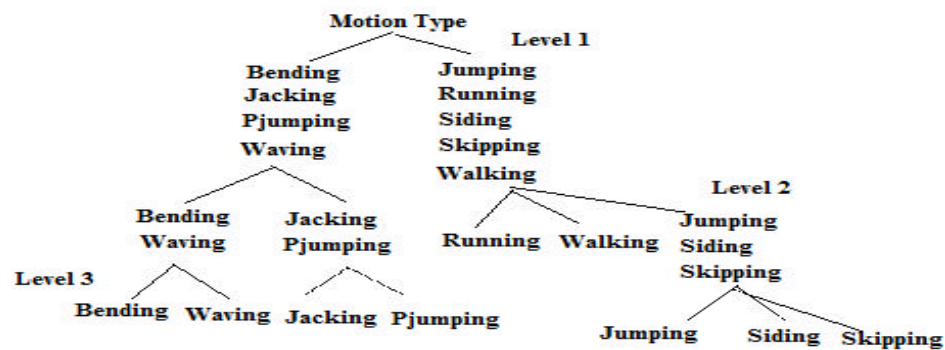 Motion Type
Level 1
Bending
Jacking
Pjumping
Waving
Jumping
Running
Siding
Skipping
Walking
Level 2
Bending
Waving
Jacking
Pjumping
Running
Walking
Jumping
Siding
Skipping
Level 3
Bending
Waving
Jacking
Pjumping
Jumping
Siding
Skipping